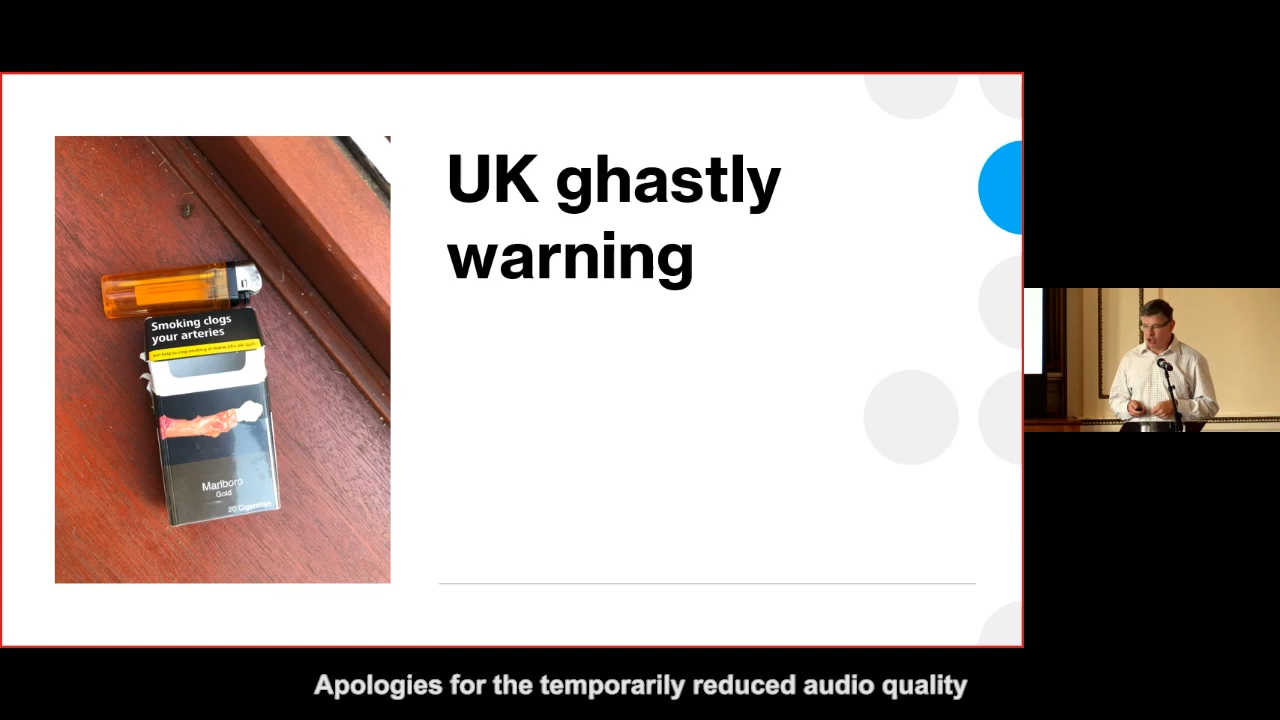 UK ghastly
warning
Smoking clogs
your arteries
Marlboro
Gold
20 Cigarettes
Apologies for the temporarily reduced audio quality